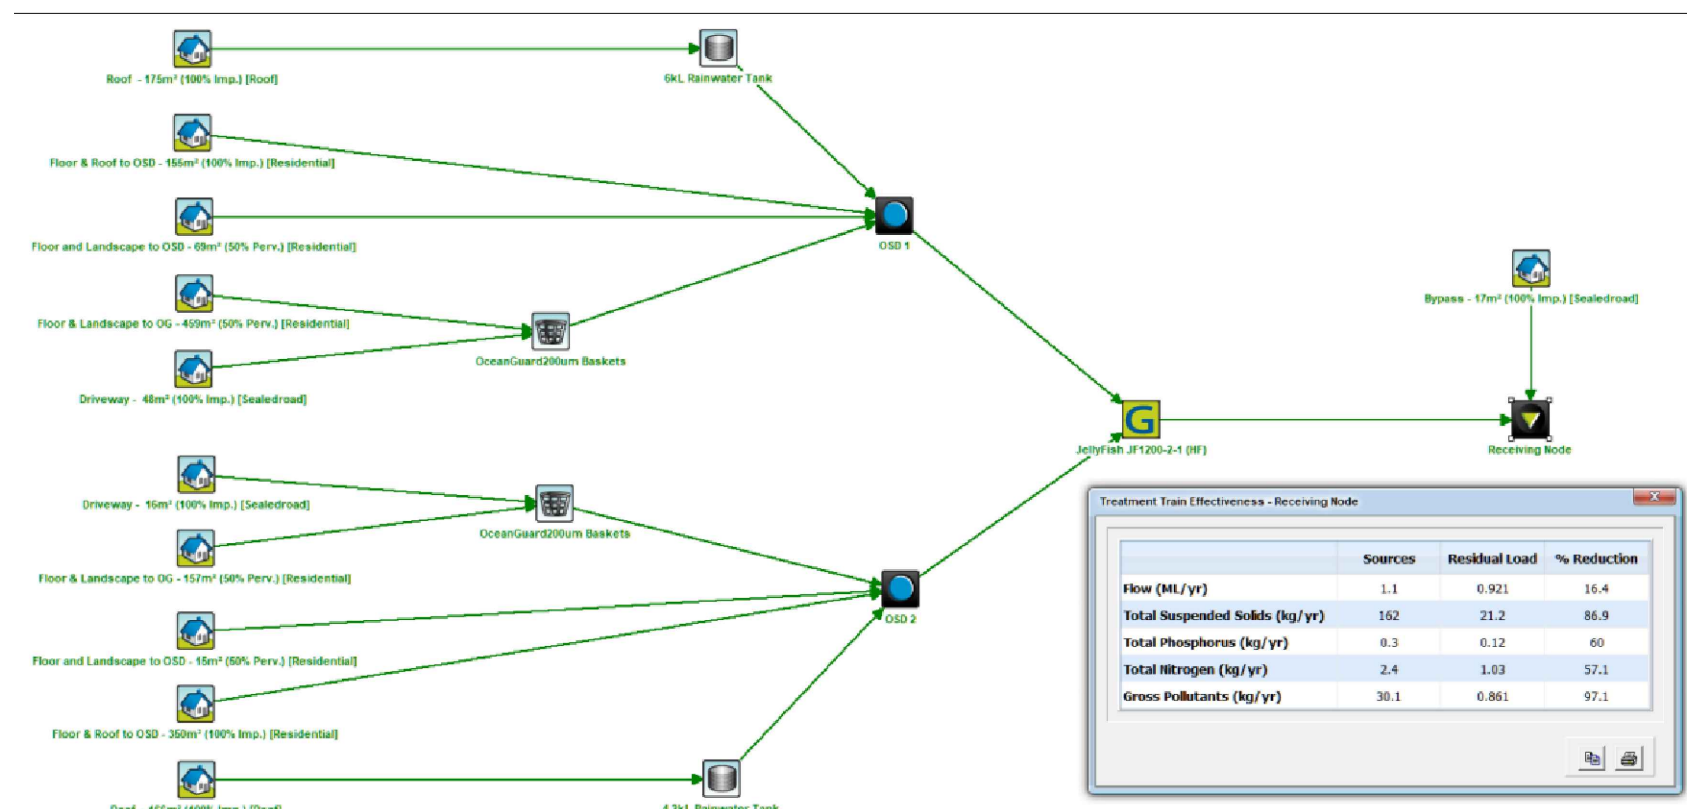 Roof - 175m² (100% Imp.) [Roof]
6kL Rainwater Tank
Floor & Roof to OSD - 155m² (100% Imp.) [Residential]
Floor and Landscape to OSD - 69m² (50% Perv.) [Residential]
OSD 1
Floor & Landscape to OG - 459m² (50% Perv.) [Residential]
OceanGuard200um Baskets
Driveway - 48m² (100% Imp.) [Sealedroad]
Bypass - 17m² (100% Imp.) [Sealedroad]
G
JellyFish JF1200-2-1 (HF)
Receiving Node
Driveway - 16m² (100% Imp.) [Sealedroad]
OceanGuard200um Baskets
Floor & Landscape to OG - 157m² (50% Perv.) [Residential]
OSD 2
Floor and Landscape to OSD - 15m² (50% Perv.) [Residential]
Floor & Roof to OSD - 350m² (100% Imp.) [Residential]
Roof - (100% Imp.) [Roof]
Rainwater Tank
Treatment Train Effectiveness - Receiving Node
Sources Residual Load % Reduction
Flow (ML/yr) 1.1 0.921 16.4
Total Suspended Solids (kg/yr) 162 21.2 86.9
Total Phosphorus (kg/yr) 0.3 0.12 60
Total Nitrogen (kg/yr) 2.4 1.03 57.1
Gross Pollutants (kg/yr) 30.1 0.861 97.1